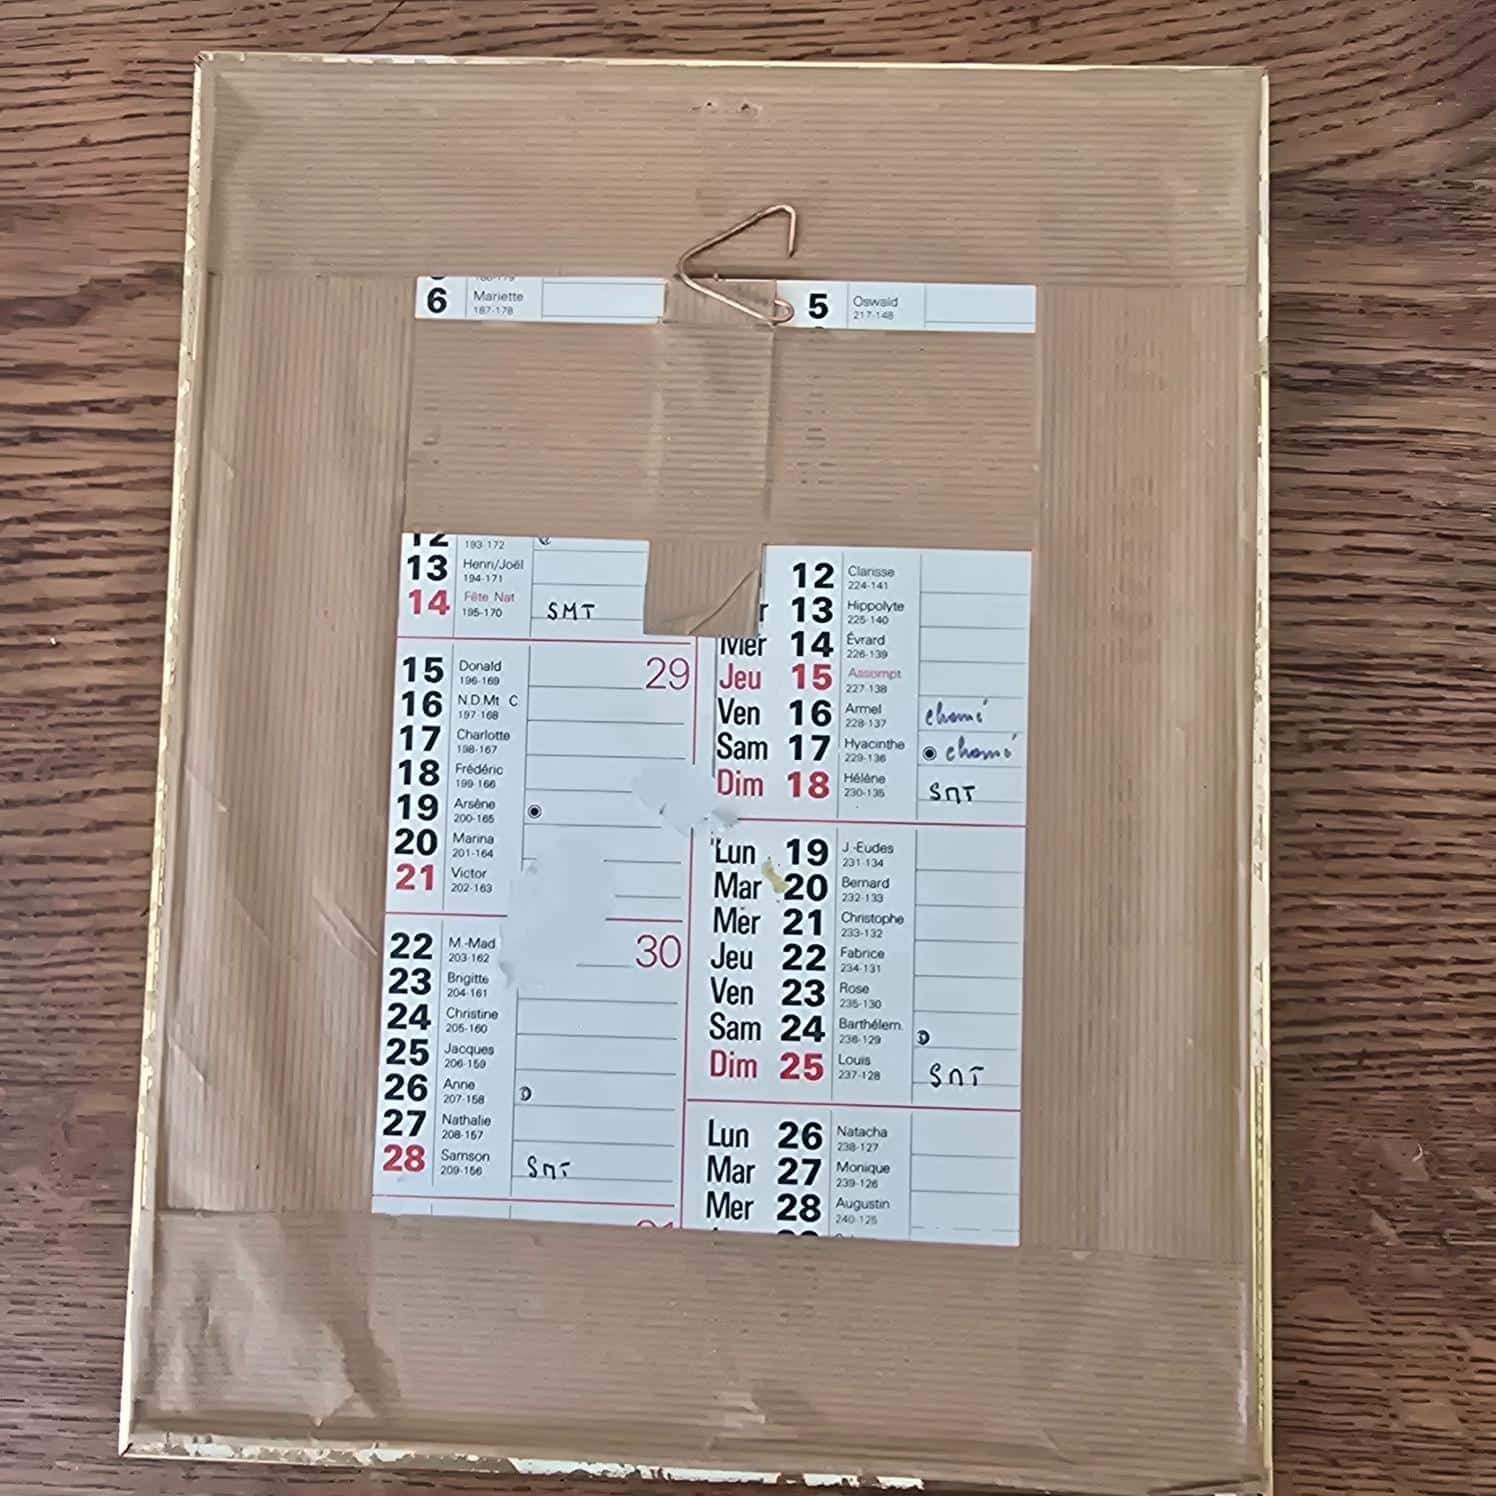 6 Mariette
187-178
193-172
13 Henri/Joël
194-171
14 Fête Nat SMT
195-170
15 Donald 29
196-169
16 N.D.Mt C
197-168
17 Charlotte
198-167
18 Frédéric
199-166
19 Arsène
200-165
20 Marina
201-164
21 Victor
202-163
22 M.-Mad 30
203-162
23 Brigitte
204-161
24 Christine
205-160
25 Jacques
206-159
26 Anne
207-158
27 Nathalie
208-157
28 Samson SMT
209-156
5 Oswald
217-148
12 Clarisse
224-141
13 Hippolyte
225-140
Mer 14 Évrard
226-139
Jeu 15 Assompt
227-138
Ven 16 Armel
228-137
Sam 17 Hyacinthe
229-136
Dim 18 Hélène SMT
230-135
Lun 19 J.-Eudes
231-134
Mar 20 Bernard
232-133
Mer 21 Christophe
233-132
Jeu 22 Fabrice
234-131
Ven 23 Rose
235-130
Sam 24 Barthélem.
236-129
Dim 25 Louis SMT
237-128
Lun 26 Natacha
238-127
Mar 27 Monique
239-126
Mer 28 Augustin
240-125